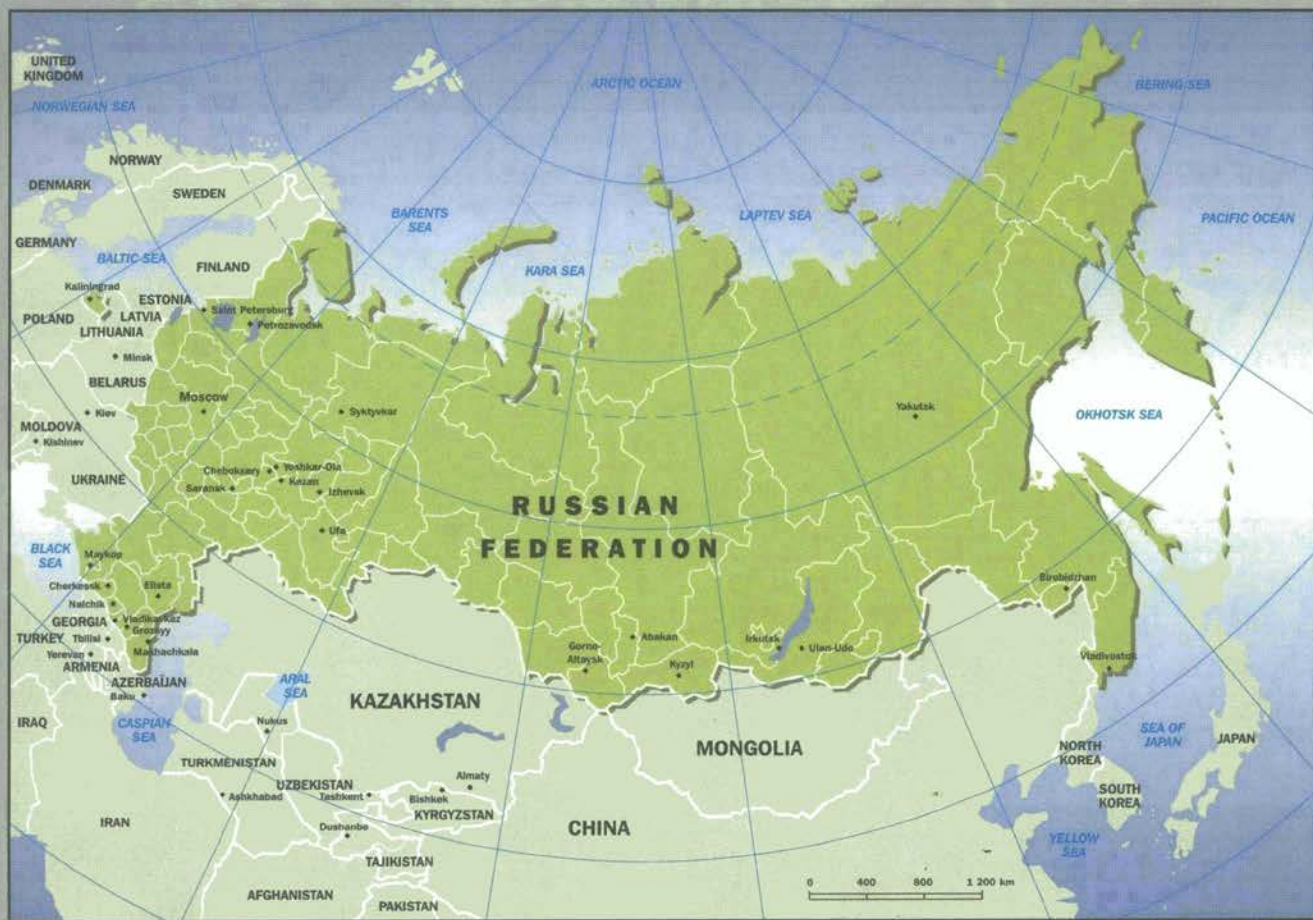 UNITED
KINGDOM
ARCTIC OCEAN
BERING SEA
NORWEGIAN SEA
NORWAY
DENMARK
SWEDEN
BARENTS
SEA
LAPTEV SEA
PACIFIC OCEAN
GERMANY
BALTIC SEA
FINLAND
KARA SEA
Kaliningrad
ESTONIA
Saint Petersburg
POLAND
LATVIA
Petrozavodsk
LITHUANIA
Minsk
BELARUS
Moscow
Kiev
Syktyvkar
Yakutsk
OKHOTSK SEA
MOLDOVA
Kishinev
UKRAINE
Cheboksary
Yoshkar-Ola
Saransk
Kazan
Izhevsk
RUSSIAN
FEDERATION
Ufa
BLACK
SEA
Maykop
Cherkessk
Elista
Birobidzhan
Nalchik
GEORGIA
Vladikavkaz
Groznyy
TURKEY
Tbilisi
Makhachkala
Yerevan
ARMENIA
Gorno-
Altaysk
Abakan
Kyzyl
Irkutsk
Ulan-Ude
Vladivostok
AZERBAÏJAN
Baku
ARAL
SEA
KAZAKHSTAN
IRAQ
CASPIAN
SEA
Nukus
MONGOLIA
SEA OF
JAPAN
JAPAN
NORTH
KOREA
TURKMENISTAN
UZBEKISTAN
Ashkhabad
Tashkent
Almaty
Bishkek
KYRGYZSTAN
SOUTH
KOREA
IRAN
Dushanbe
CHINA
YELLOW
SEA
TAJIKISTAN
AFGHANISTAN
PAKISTAN
0 400 800 1 200 km